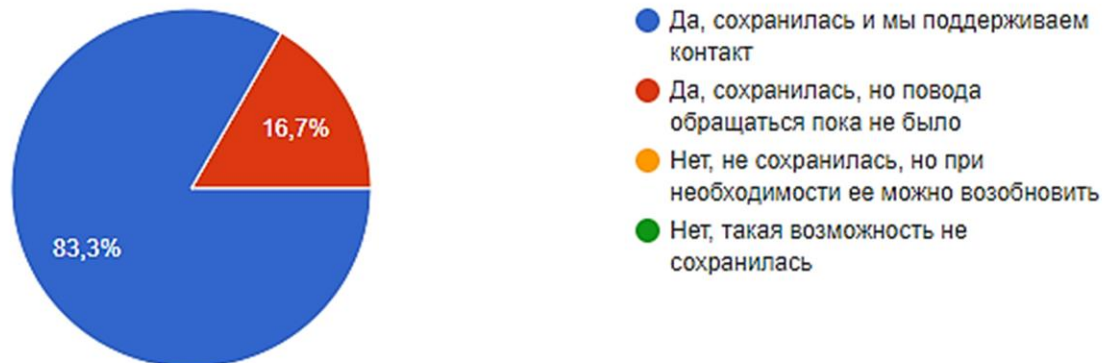 83,3%
16,7%
Да, сохранилась и мы поддерживаем
контакт
Да, сохранилась, но повода
обращаться пока не было
Нет, не сохранилась, но при
необходимости ее можно возобновить
Нет, такая возможность не
сохранилась